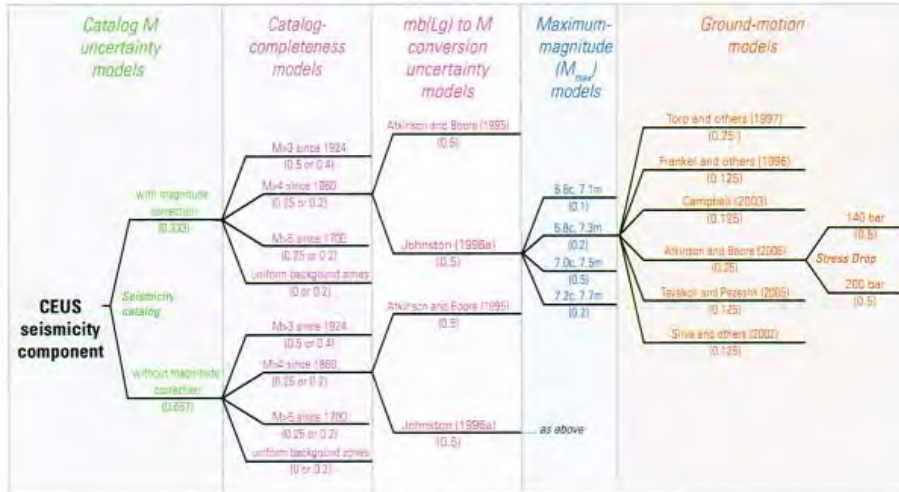 Catalog M
uncertainty
models
Catalog-
completeness
models
mb(Lg) to M
conversion
uncertainty
models
Maximum-
magnitude
(Mmax)
models
Ground-motion
models
CEUS
seismicity
component
Seismicity
catalog
with magnitude
correction
(0.333)
without magnitude
correction
(0.667)
M>3 since 1924
(0.5 or 0.4)
M>4 since 1860
(0.25 or 0.2)
M>5 since 1700
(0.25 or 0.2)
uniform backgound zones
(0 or 0.2)
M>3 since 1924
(0.5 or 0.4)
M>4 since 1860
(0.25 or 0.2)
M>5 since 1700
(0.25 or 0.2)
uniform backgound zones
(0 or 0.2)
Atkinson and Boore (1995)
(0.5)
Johnston (1996a)
(0.5)
Atkinson and Boore (1995)
(0.5)
Johnston (1996a)
(0.5)
6.6c, 7.1m
(0.1)
6.8c, 7.3m
(0.2)
7.0c, 7.5m
(0.5)
7.2c, 7.7m
(0.2)
.... as above
Toro and others (1997)
(0.25)
Frankel and others (1996)
(0.125)
Campbell (2003)
(0.125)
Atkinson and Boore (2006)
(0.25)
Tavakoli and Pezeshk (2005)
(0.125)
Silva and others (2002)
(0.125)
140 bar
(0.5)
Stress Drop
200 bar
(0.5)